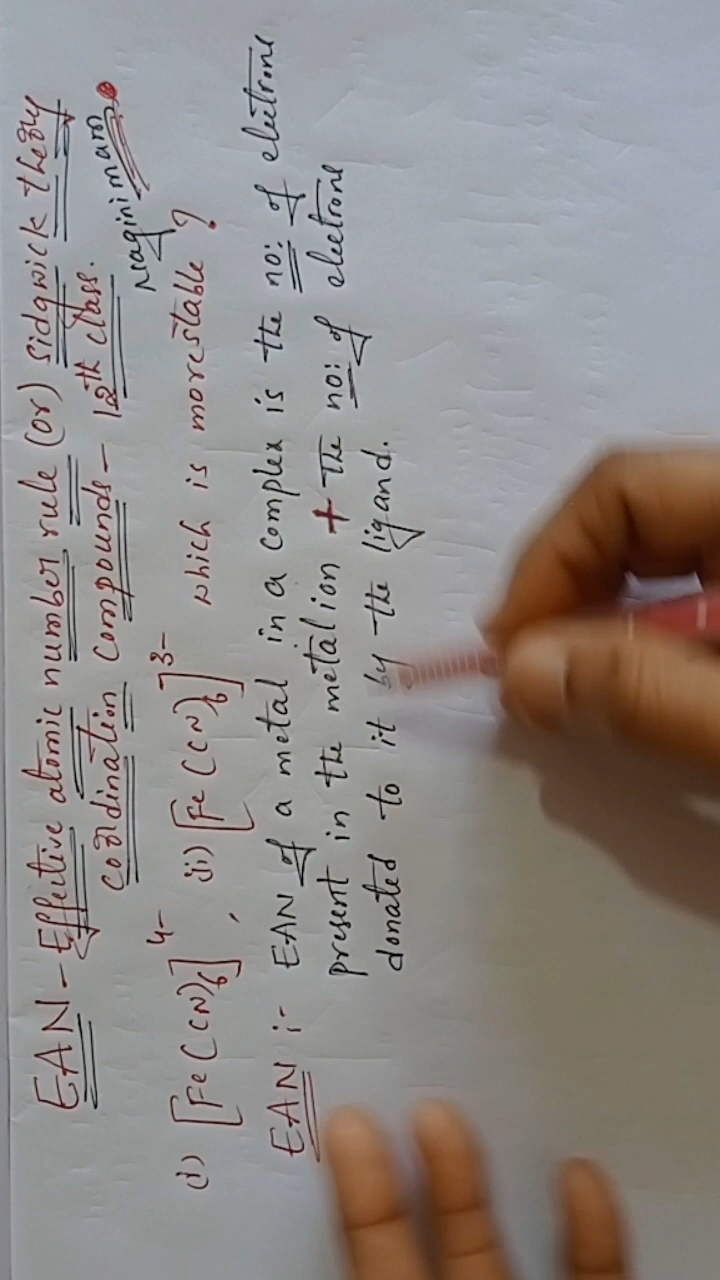 EAN - Effective atomic number rule (or) Sidgwick theory
coordination compounds - 12th class.
Nagini mam
(i) [Fe(CN)6]4- , (ii) [Fe(CN)6]3- which is more stable ?
EAN :- EAN of a metal in a complex is the no: of electrons
present in the metal ion + The no: of electrons
donated to it by the ligand.